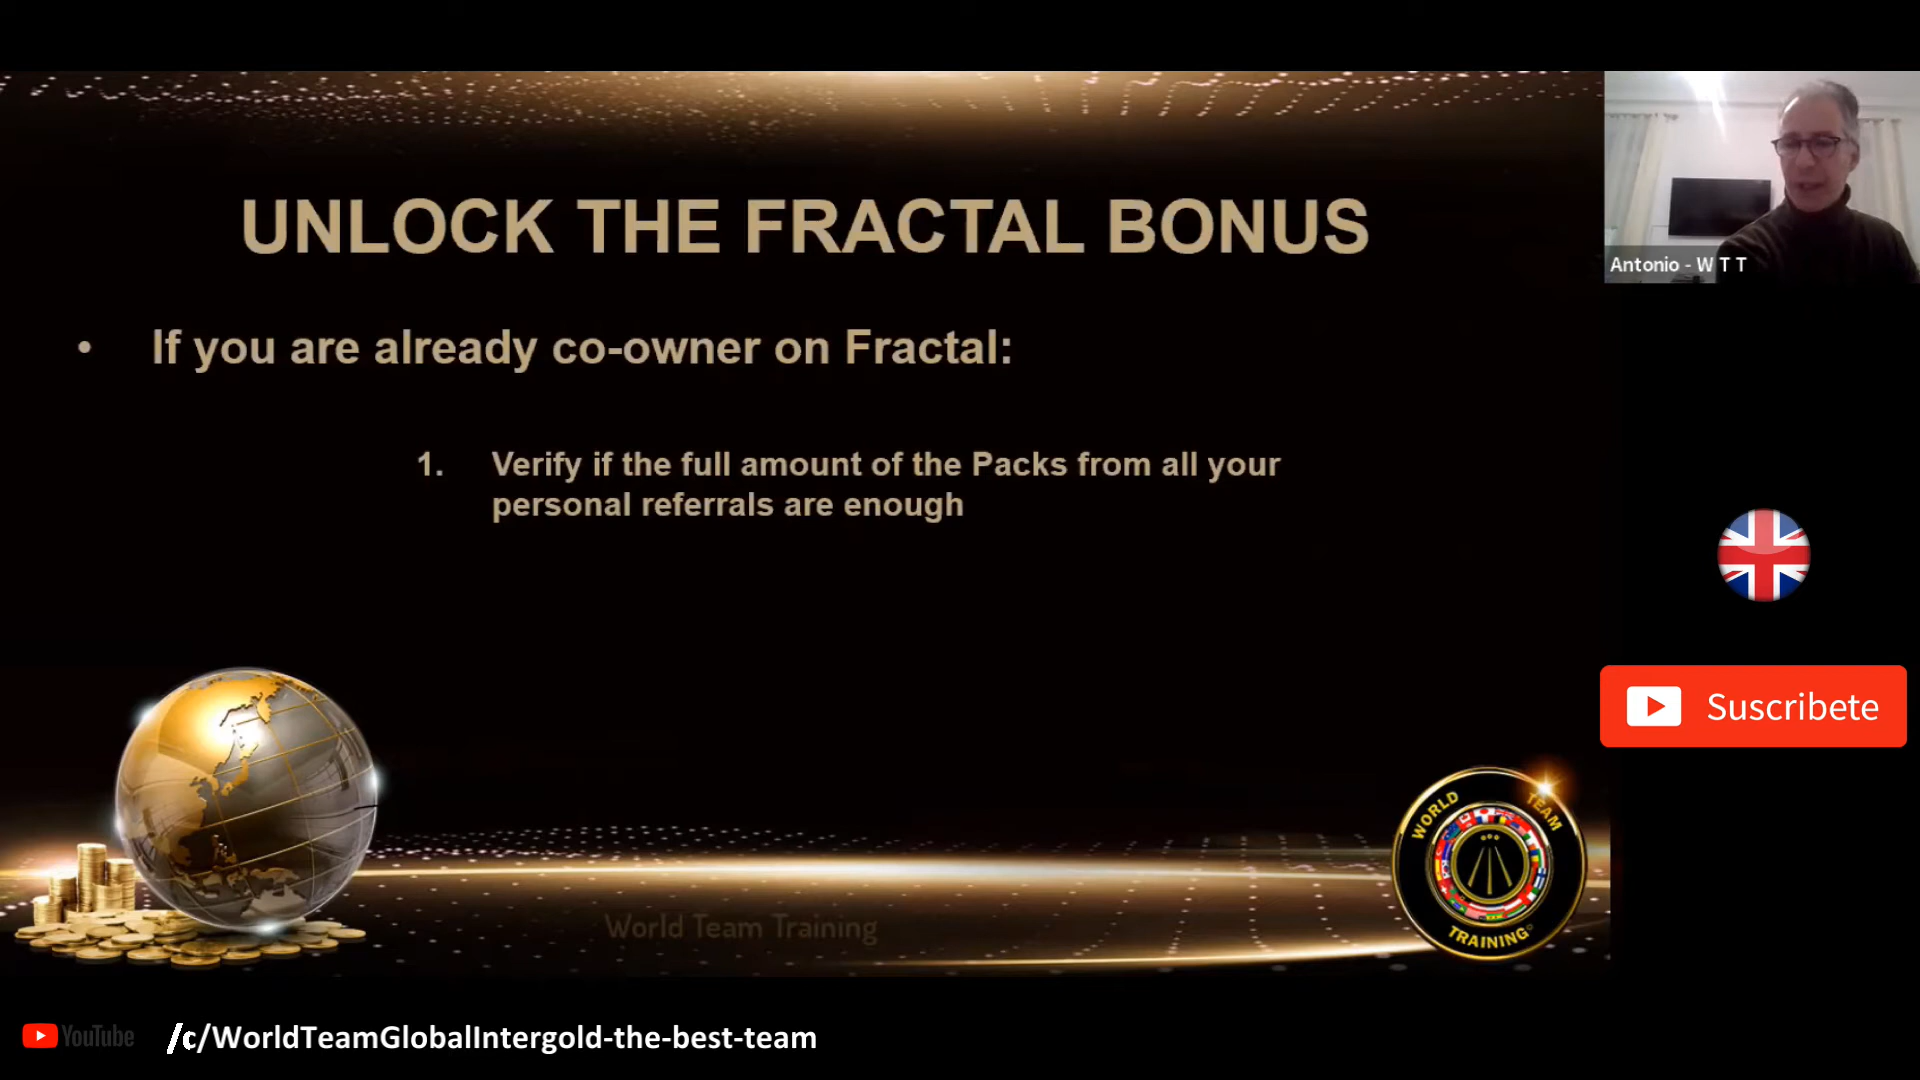 UNLOCK THE FRACTAL BONUS
Antonio - W T T
• If you are already co-owner on Fractal:
1. Verify if the full amount of the Packs from all your
personal referrals are enough
Suscribete
WORLD TEAM
TRAINING
World Team Training
YouTube /c/WorldTeamGlobalIntergold-the-best-team